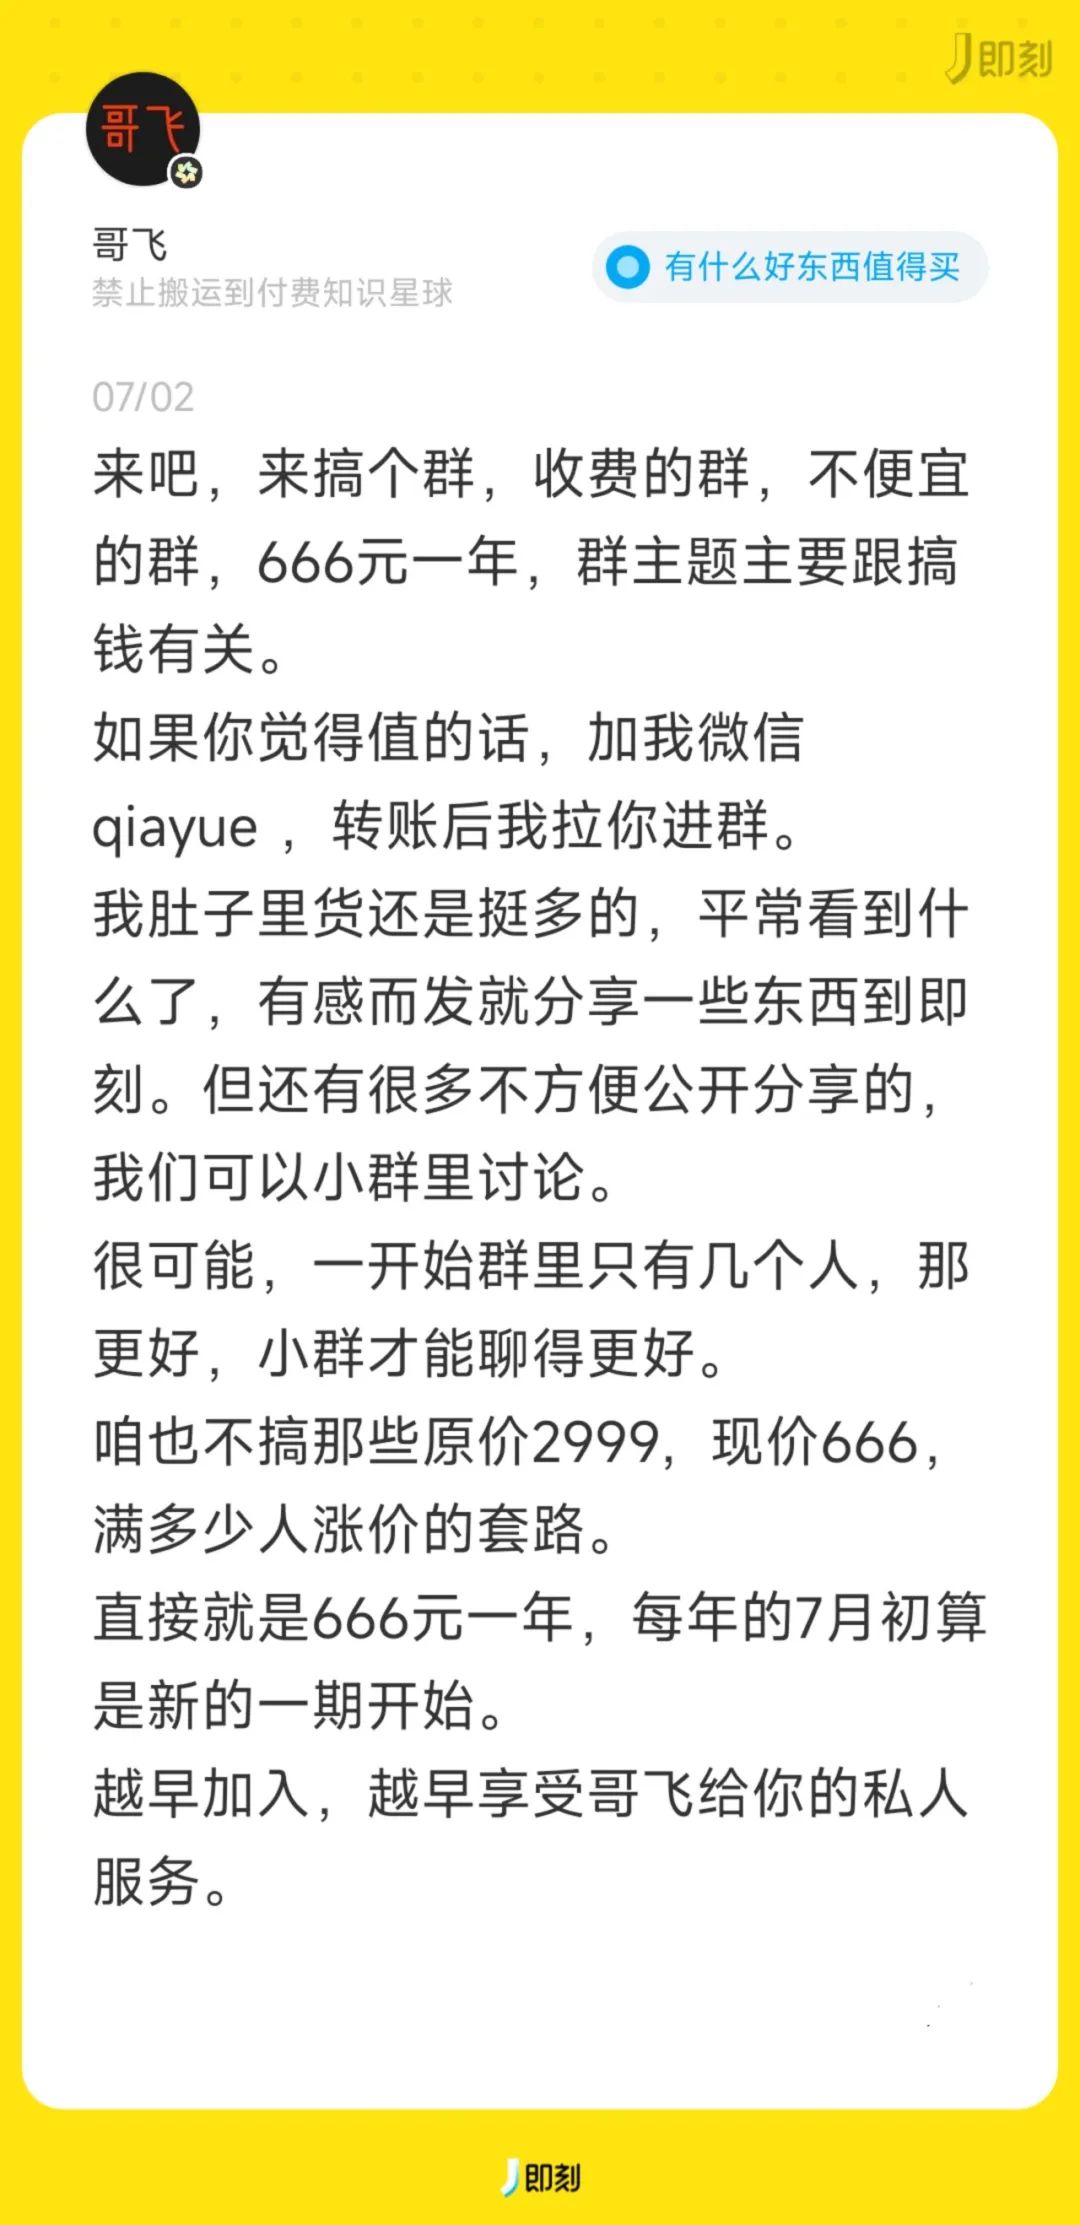 即刻
哥飞
哥飞
禁止搬运到付费知识星球
有什么好东西值得买
07/02
来吧，来搞个群，收费的群，不便宜
的群，666元一年，群主题主要跟搞
钱有关。
如果你觉得值的话，加我微信
qiayue ，转账后我拉你进群。
我肚子里货还是挺多的，平常看到什
么了，有感而发就分享一些东西到即
刻。但还有很多不方便公开分享的，
我们可以小群里讨论。
很可能，一开始群里只有几个人，那
更好，小群才能聊得更好。
咱也不搞那些原价2999，现价666，
满多少人涨价的套路。
直接就是666元一年，每年的7月初算
是新的一期开始。
越早加入，越早享受哥飞给你的私人
服务。
即刻